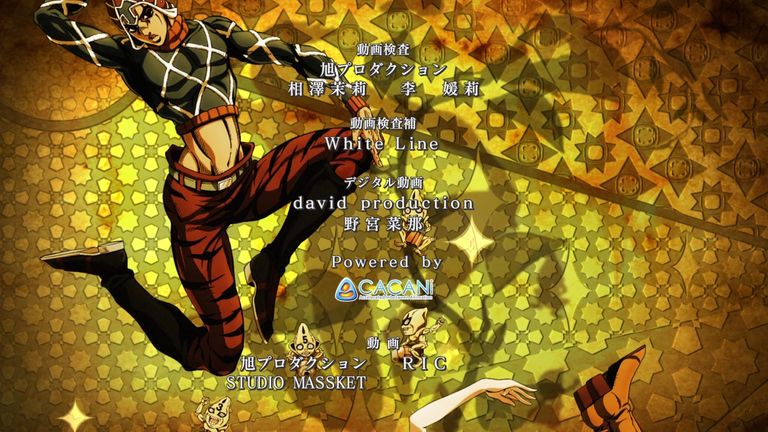 動画検査
旭プロダクション
相澤茉莉　李　媛莉
動画検査補
White Line
デジタル動画
david production
野宮菜那
Powered by
CACANi
動画
旭プロダクション　RIC
STUDIO MASSKET